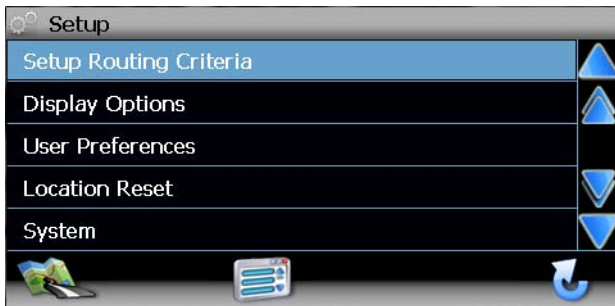 Setup
Setup Routing Criteria
Display Options
User Preferences
Location Reset
System